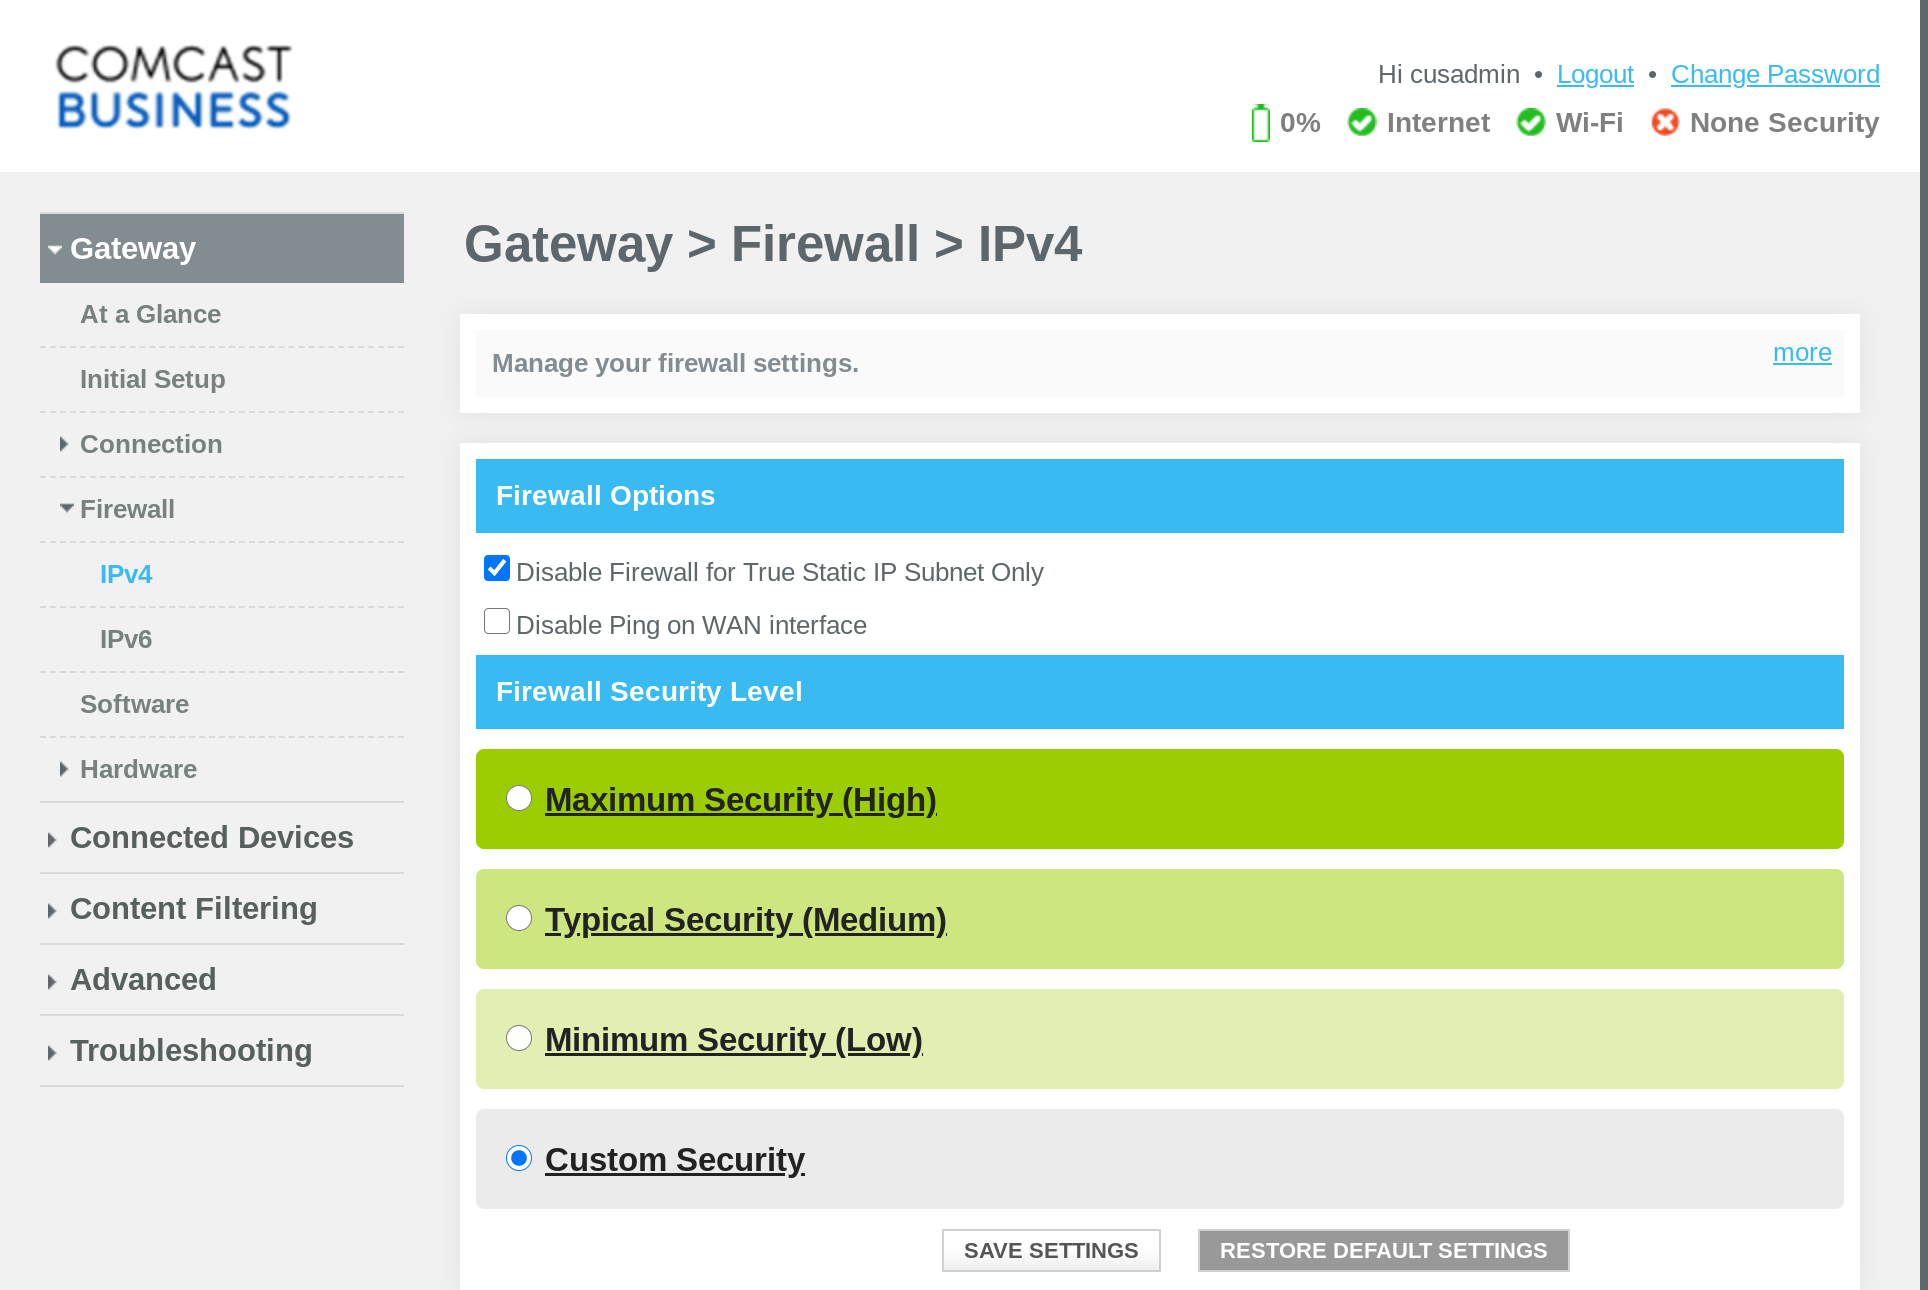 COMCAST
BUSINESS
Hi cusadmin • Logout • Change Password
0% Internet Wi-Fi None Security
Gateway
At a Glance
Initial Setup
Connection
Firewall
IPv4
IPv6
Software
Hardware
Connected Devices
Content Filtering
Advanced
Troubleshooting
Gateway > Firewall > IPv4
Manage your firewall settings.
more
Firewall Options
Disable Firewall for True Static IP Subnet Only
Disable Ping on WAN interface
Firewall Security Level
Maximum Security (High)
Typical Security (Medium)
Minimum Security (Low)
Custom Security
SAVE SETTINGS
RESTORE DEFAULT SETTINGS